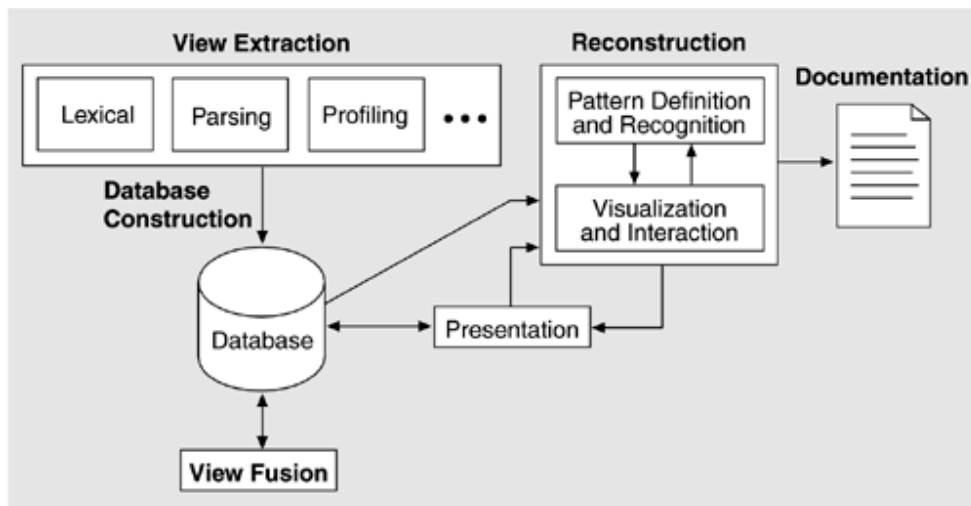 View Extraction
Lexical
Parsing
Profiling
•••
Reconstruction
Pattern Definition
and Recognition
Visualization
and Interaction
Documentation
Database
Construction
Database
Presentation
View Fusion